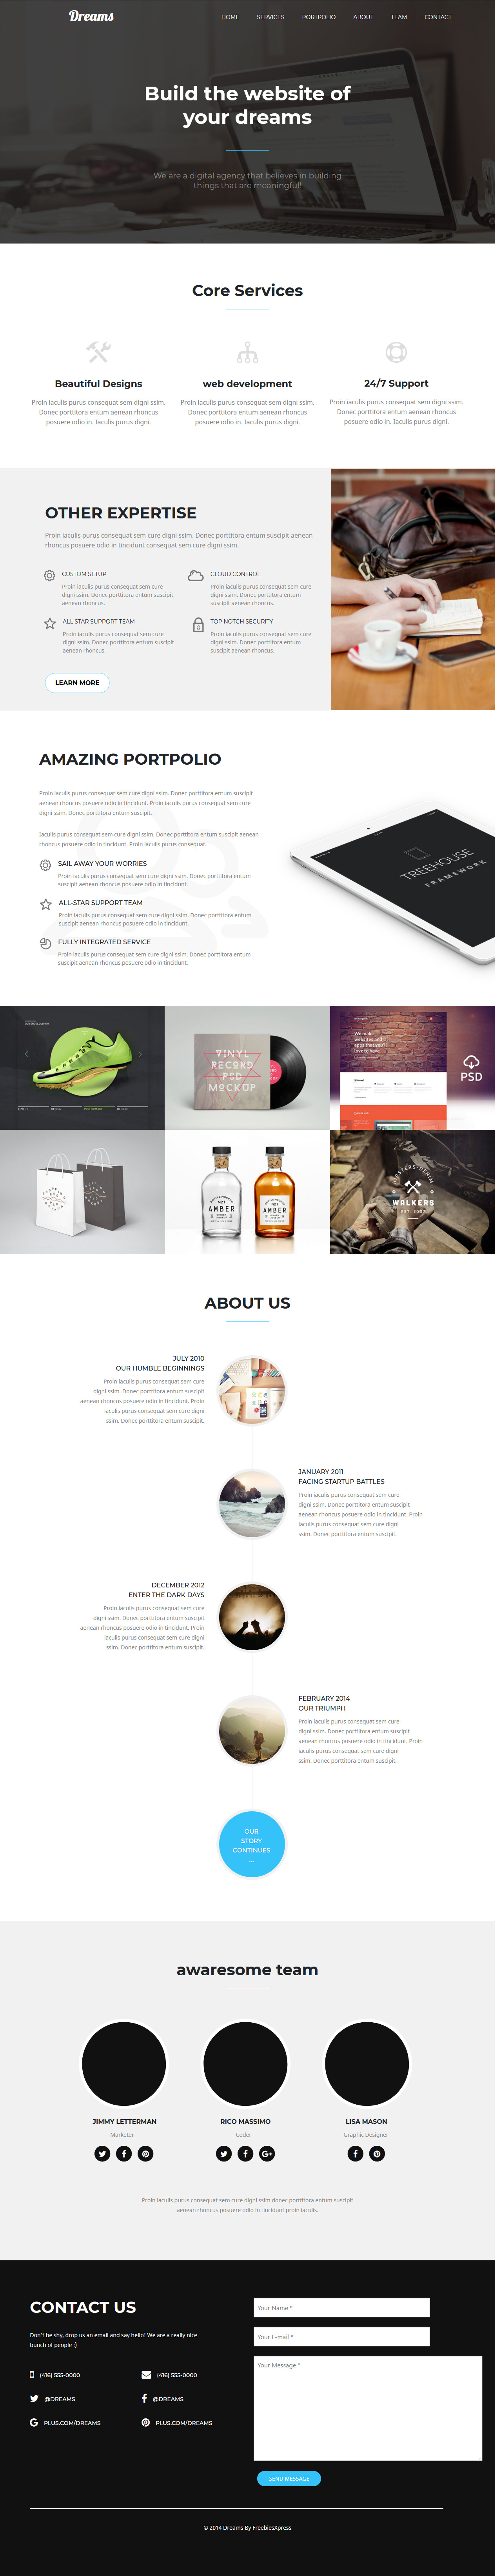 Dreams
HOME SERVICES PORTPOLIO ABOUT TEAM CONTACT
Build the website of
your dreams
We are a digital agency that believes in building
things that are meaningful!
Core Services
Beautiful Designs
Proin iaculis purus consequat sem digni ssim.
Donec porttitora entum aenean rhoncus
posuere odio in. Iaculis purus digni.
web development
Proin iaculis purus consequat sem digni ssim.
Donec porttitora entum aenean rhoncus
posuere odio in. Iaculis purus digni.
24/7 Support
Proin iaculis purus consequat sem digni ssim.
Donec porttitora entum aenean rhoncus
posuere odio in. Iaculis purus digni.
OTHER EXPERTISE
Proin iaculis purus consequat sem cure digni ssim. Donec porttitora entum suscipit aenean
rhoncus posuere odio in tincidunt consequat sem cure digni ssim.
CUSTOM SETUP
Proin iaculis purus consequat sem cure
digni ssim. Donec porttitora entum suscipit
aenean rhoncus.
CLOUD CONTROL
Proin iaculis purus consequat sem cure
digni ssim. Donec porttitora entum
suscipit aenean rhoncus.
ALL STAR SUPPORT TEAM
Proin iaculis purus consequat sem cure
digni ssim. Donec porttitora entum suscipit
aenean rhoncus.
TOP NOTCH SECURITY
Proin iaculis purus consequat sem cure
digni ssim. Donec porttitora entum
suscipit aenean rhoncus.
LEARN MORE
AMAZING PORTPOLIO
Proin iaculis purus consequat sem cure digni ssim. Donec porttitora entum suscipit
aenean rhoncus posuere odio in tincidunt. Proin iaculis purus consequat sem cure
digni ssim. Donec porttitora entum suscipit.
Iaculis purus consequat sem cure digni ssim. Donec porttitora entum suscipit aenean
rhoncus posuere odio in tincidunt. Proin iaculis purus consequat.
SAIL AWAY YOUR WORRIES
Proin iaculis purus consequat sem cure digni ssim. Donec porttitora entum
suscipit aenean rhoncus posuere odio in tincidunt.
ALL-STAR SUPPORT TEAM
Proin iaculis purus consequat sem cure digni ssim. Donec porttitora entum
suscipit aenean rhoncus posuere odio in tincidunt.
FULLY INTEGRATED SERVICE
Proin iaculis purus consequat sem cure digni ssim. Donec porttitora entum
suscipit aenean rhoncus posuere odio in tincidunt.
TREEHOUSE
FRAMEWORK
VINYL
RECORD
PSD
MOCKUP
We make
websites and
apps that you'll
love to have.
PSD
AMBER
AMBER
WALKERS
ABOUT US
JULY 2010
OUR HUMBLE BEGINNINGS
Proin iaculis purus consequat sem cure
digni ssim. Donec porttitora entum suscipit
aenean rhoncus posuere odio in tincidunt. Proin
iaculis purus consequat sem cure digni
ssim. Donec porttitora entum suscipit.
JANUARY 2011
FACING STARTUP BATTLES
Proin iaculis purus consequat sem cure
digni ssim. Donec porttitora entum suscipit
aenean rhoncus posuere odio in tincidunt. Proin
iaculis purus consequat sem cure digni
ssim. Donec porttitora entum suscipit.
DECEMBER 2012
ENTER THE DARK DAYS
Proin iaculis purus consequat sem cure
digni ssim. Donec porttitora entum suscipit
aenean rhoncus posuere odio in tincidunt. Proin
iaculis purus consequat sem cure digni
ssim. Donec porttitora entum suscipit.
FEBRUARY 2014
OUR TRIUMPH
Proin iaculis purus consequat sem cure
digni ssim. Donec porttitora entum suscipit
aenean rhoncus posuere odio in tincidunt. Proin
iaculis purus consequat sem cure digni
ssim. Donec porttitora entum suscipit.
OUR
STORY
CONTINUES
...
awaresome team
JIMMY LETTERMAN
Marketer
RICO MASSIMO
Coder
LISA MASON
Graphic Designer
Proin iaculis purus consequat sem cure digni ssim donec porttitora entum suscipit
aenean rhoncus posuere odio in tincidunt proin iaculis.
CONTACT US
Don't be shy, drop us an email and say hello! We are a really nice
bunch of people :)
(416) 555-0000 (416) 555-0000
@DREAMS @DREAMS
PLUS.COM/DREAMS PLUS.COM/DREAMS
Your Name *
Your E-mail *
Your Message *
SEND MESSAGE
© 2014 Dreams By FreebiesXpress